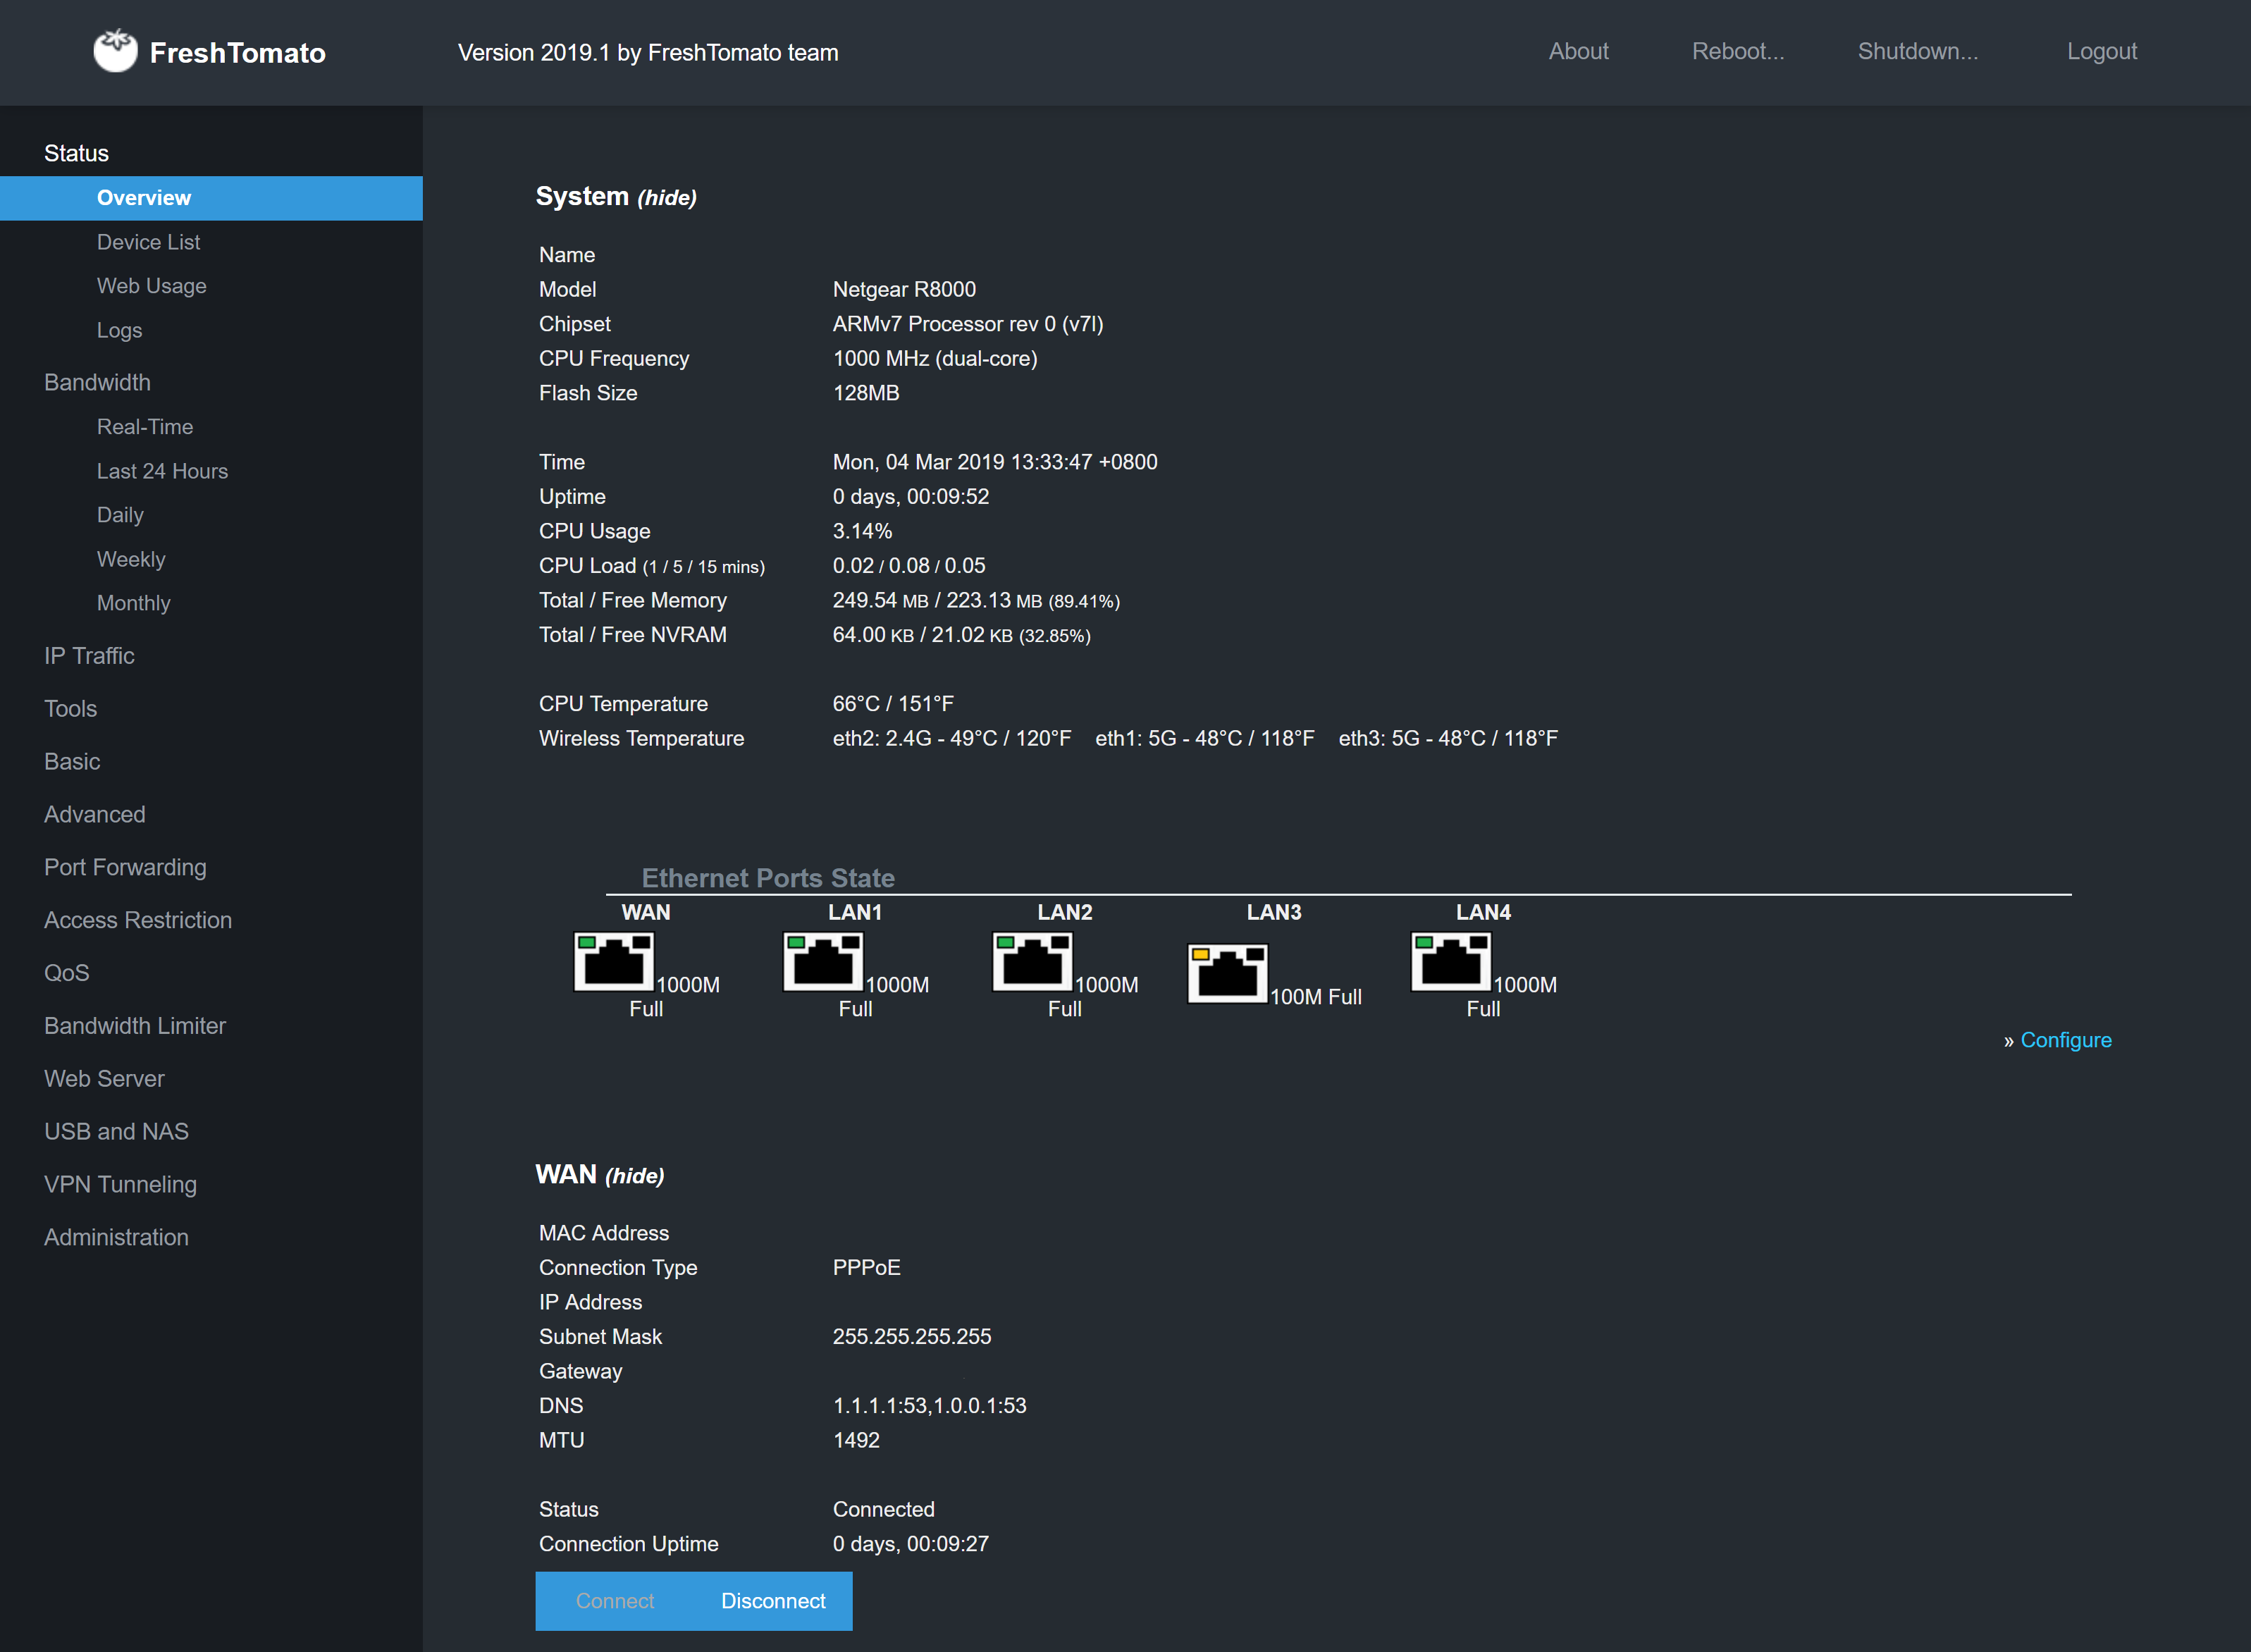 FreshTomato
Version 2019.1 by FreshTomato team
About
Reboot...
Shutdown...
Logout
Status
Overview
Device List
Web Usage
Logs
Bandwidth
Real-Time
Last 24 Hours
Daily
Weekly
Monthly
IP Traffic
Tools
Basic
Advanced
Port Forwarding
Access Restriction
QoS
Bandwidth Limiter
Web Server
USB and NAS
VPN Tunneling
Administration
System (hide)
Name
Model Netgear R8000
Chipset ARMv7 Processor rev 0 (v7l)
CPU Frequency 1000 MHz (dual-core)
Flash Size 128MB
Time Mon, 04 Mar 2019 13:33:47 +0800
Uptime 0 days, 00:09:52
CPU Usage 3.14%
CPU Load (1 / 5 / 15 mins) 0.02 / 0.08 / 0.05
Total / Free Memory 249.54 MB / 223.13 MB (89.41%)
Total / Free NVRAM 64.00 KB / 21.02 KB (32.85%)
CPU Temperature 66°C / 151°F
Wireless Temperature eth2: 2.4G - 49°C / 120°F eth1: 5G - 48°C / 118°F eth3: 5G - 48°C / 118°F
Ethernet Ports State
WAN LAN1 LAN2 LAN3 LAN4
1000M Full
1000M Full
1000M Full
100M Full
1000M Full
» Configure
WAN (hide)
MAC Address
Connection Type PPPoE
IP Address
Subnet Mask 255.255.255.255
Gateway
DNS 1.1.1.1:53,1.0.0.1:53
MTU 1492
Status Connected
Connection Uptime 0 days, 00:09:27
Connect Disconnect